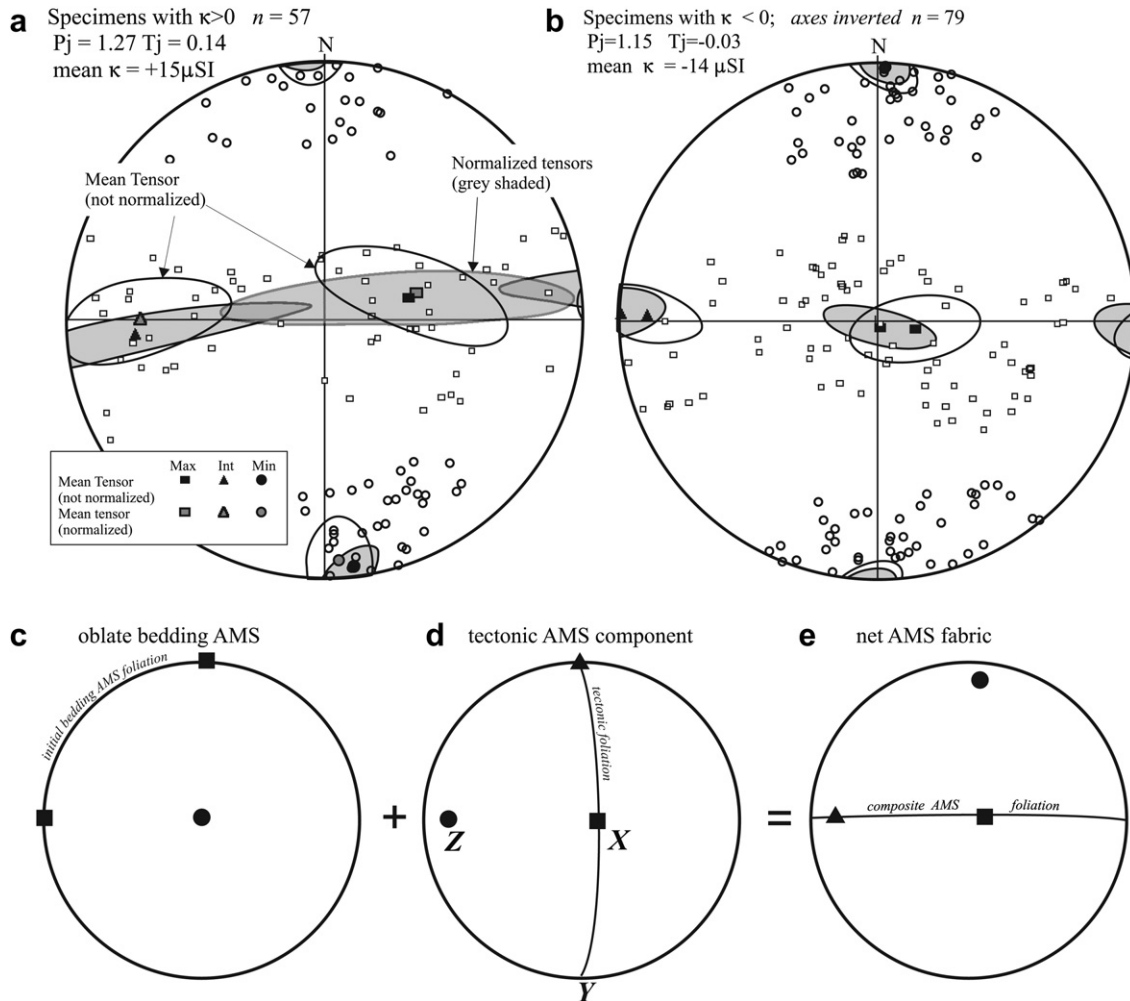 a Specimens with κ>0 n = 57
Pj = 1.27 Tj = 0.14
mean κ = +15μSI
N
Mean Tensor
(not normalized)
Normalized tensors
(grey shaded)
Max Int Min
Mean Tensor
(not normalized)
Mean tensor
(normalized)
b Specimens with κ < 0; axes inverted n = 79
Pj=1.15 Tj=-0.03
mean κ = -14 μSI
N
c oblate bedding AMS
initial bedding AMS foliation
+
d tectonic AMS component
tectonic foliation
Z
X
Y
=
e net AMS fabric
composite AMS foliation